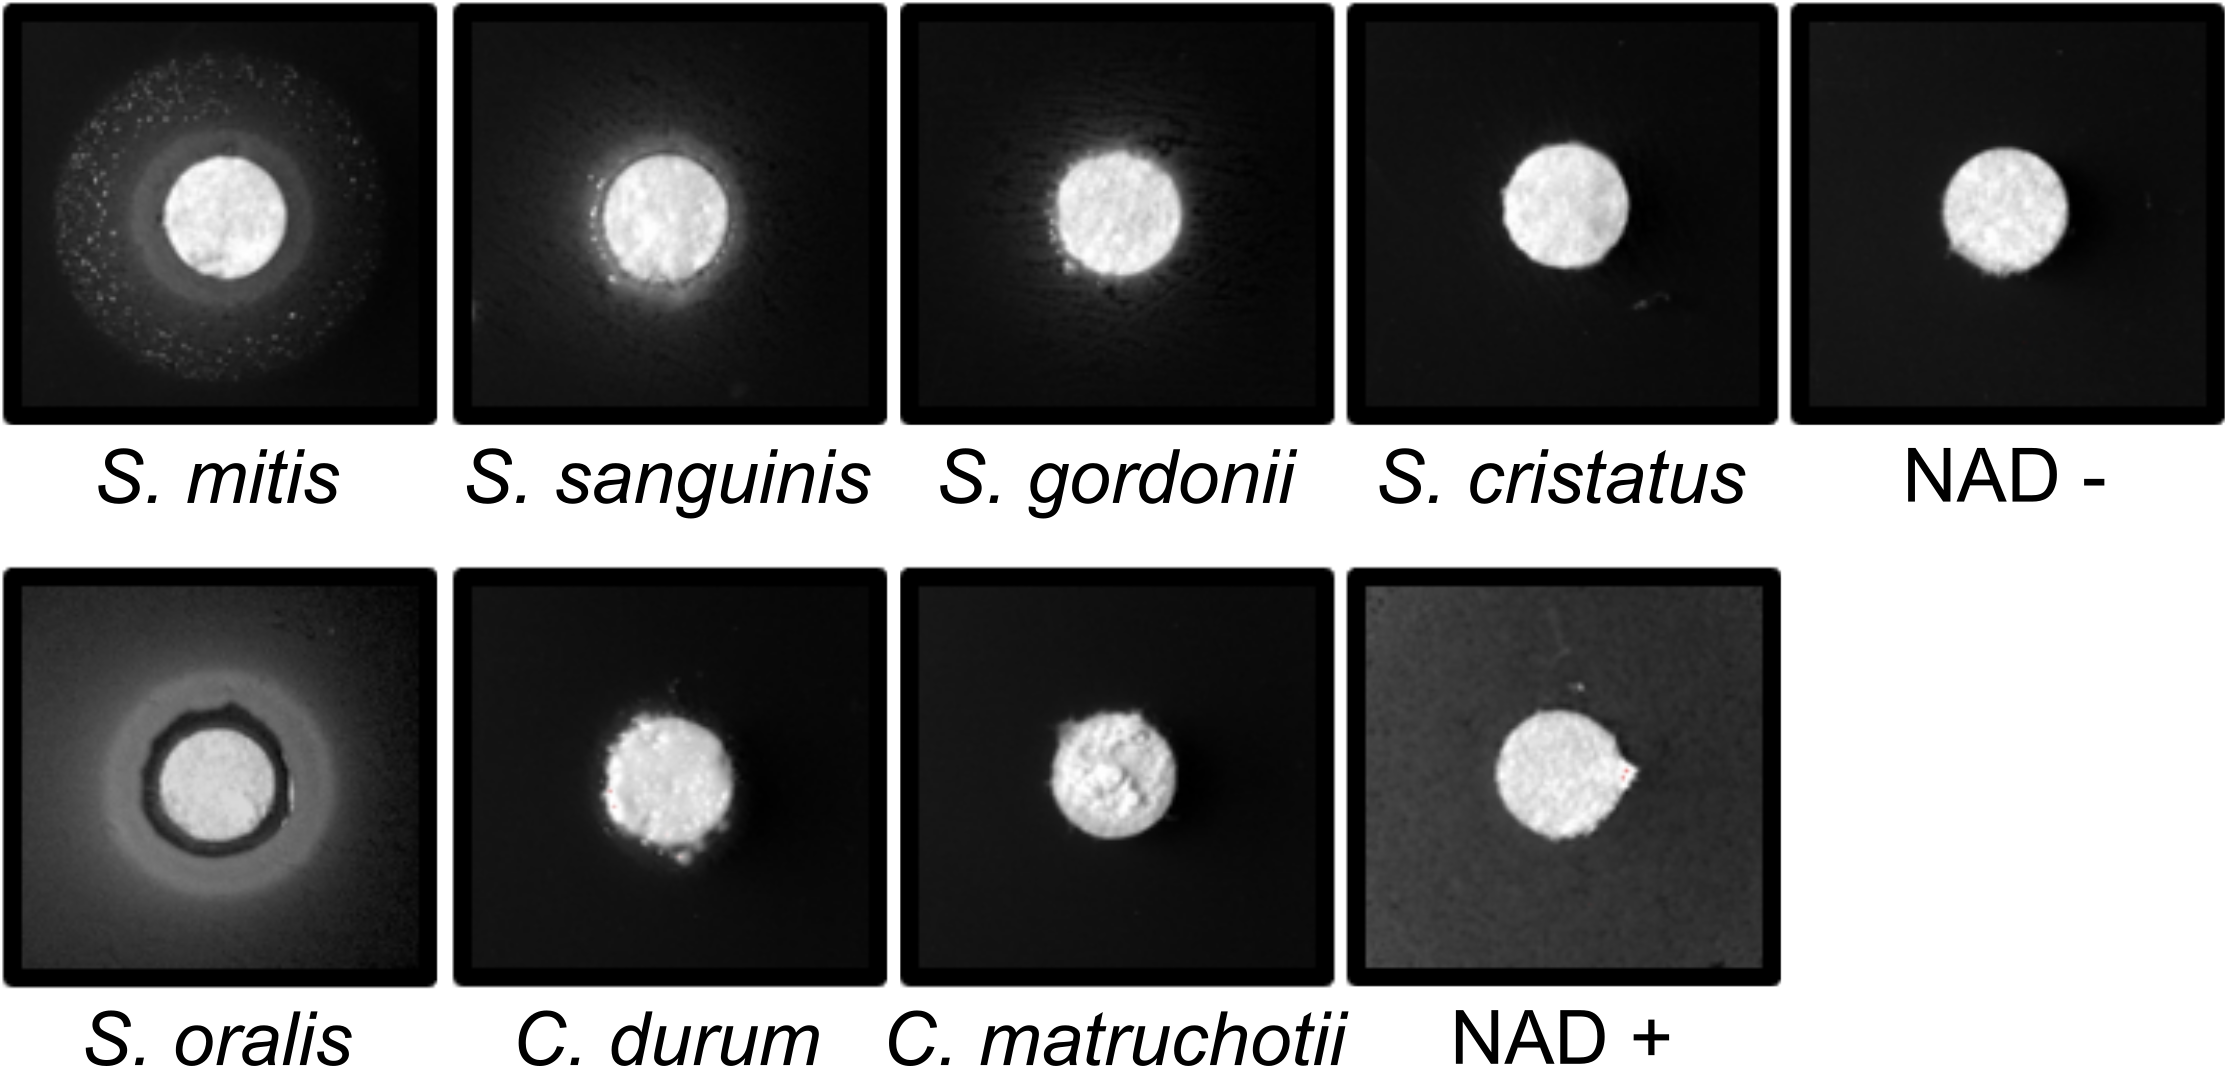 S. mitis
S. sanguinis
S. gordonii
S. cristatus
NAD -
S. oralis
C. durum
C. matruchotii
NAD +